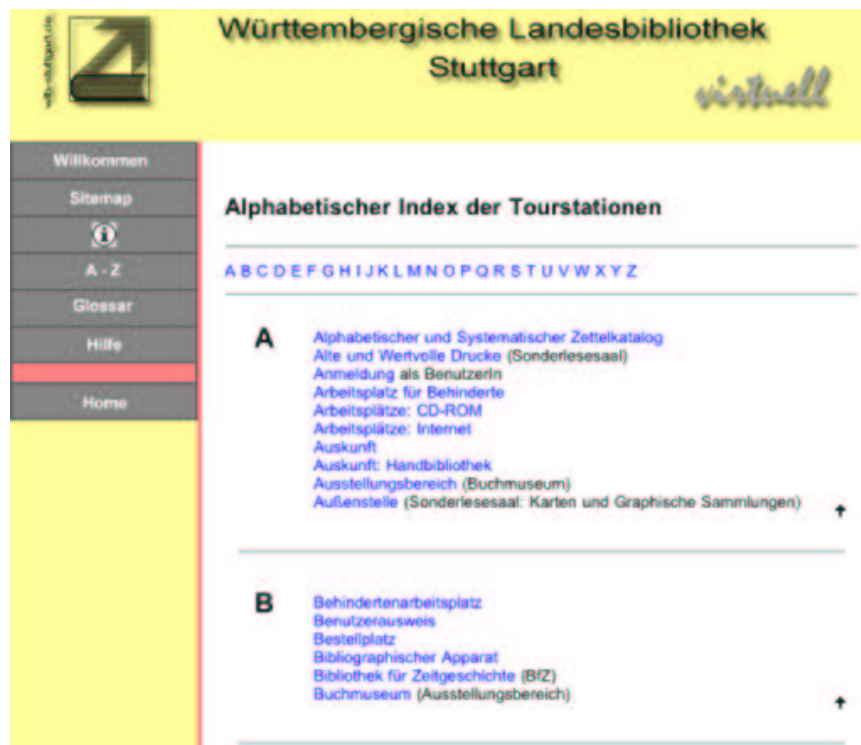 wlb-stuttgart.de
Württembergische Landesbibliothek
Stuttgart
virtuell
Willkommen
Sitemap
i
A - Z
Glossar
Hilfe
Home
Alphabetischer Index der Tourstationen
A B C D E F G H I J K L M N O P Q R S T U V W X Y Z
A
Alphabetischer und Systematischer Zettelkatalog
Alte und Wertvolle Drucke (Sonderlesesaal)
Anmeldung als BenutzerIn
Arbeitsplatz für Behinderte
Arbeitsplätze: CD-ROM
Arbeitsplätze: Internet
Auskunft
Auskunft: Handbibliothek
Ausstellungsbereich (Buchmuseum)
Außenstelle (Sonderlesesaal: Karten und Graphische Sammlungen)
B
Behindertenarbeitsplatz
Benutzerausweis
Bestellplatz
Bibliographischer Apparat
Bibliothek für Zeitgeschichte (BfZ)
Buchmuseum (Ausstellungsbereich)